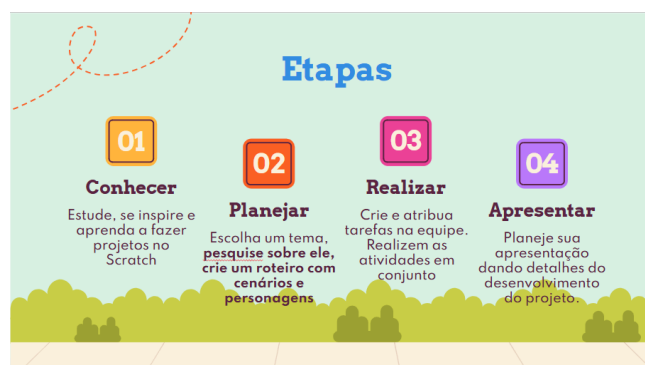 Etapas
01
Conhecer
Estude, se inspire e
aprenda a fazer
projetos no
Scratch
02
Planejar
Escolha um tema,
pesquise sobre ele,
crie um roteiro com
cenários e
personagens
03
Realizar
Crie e atribua
tarefas na equipe.
Realizem as
atividades em
conjunto
04
Apresentar
Planeje sua
apresentação
dando detalhes do
desenvolvimento
do projeto.